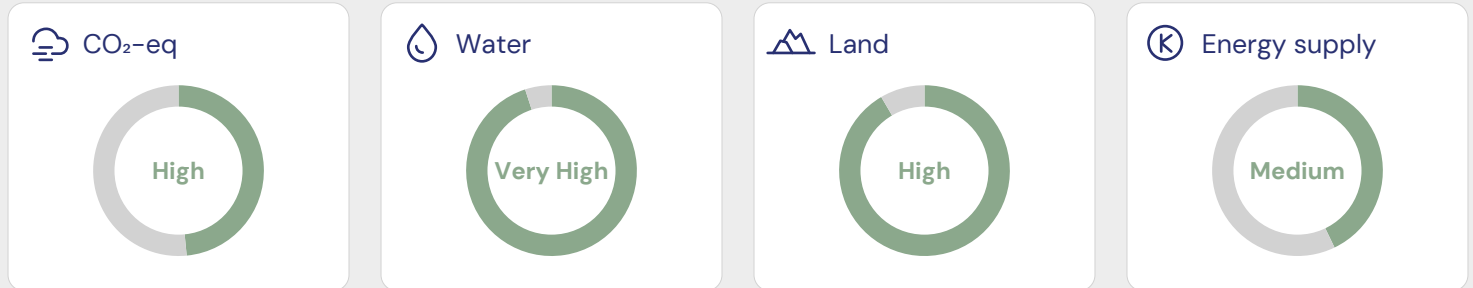 CO₂-eq
High
Water
Very High
Land
High
Energy supply
Medium